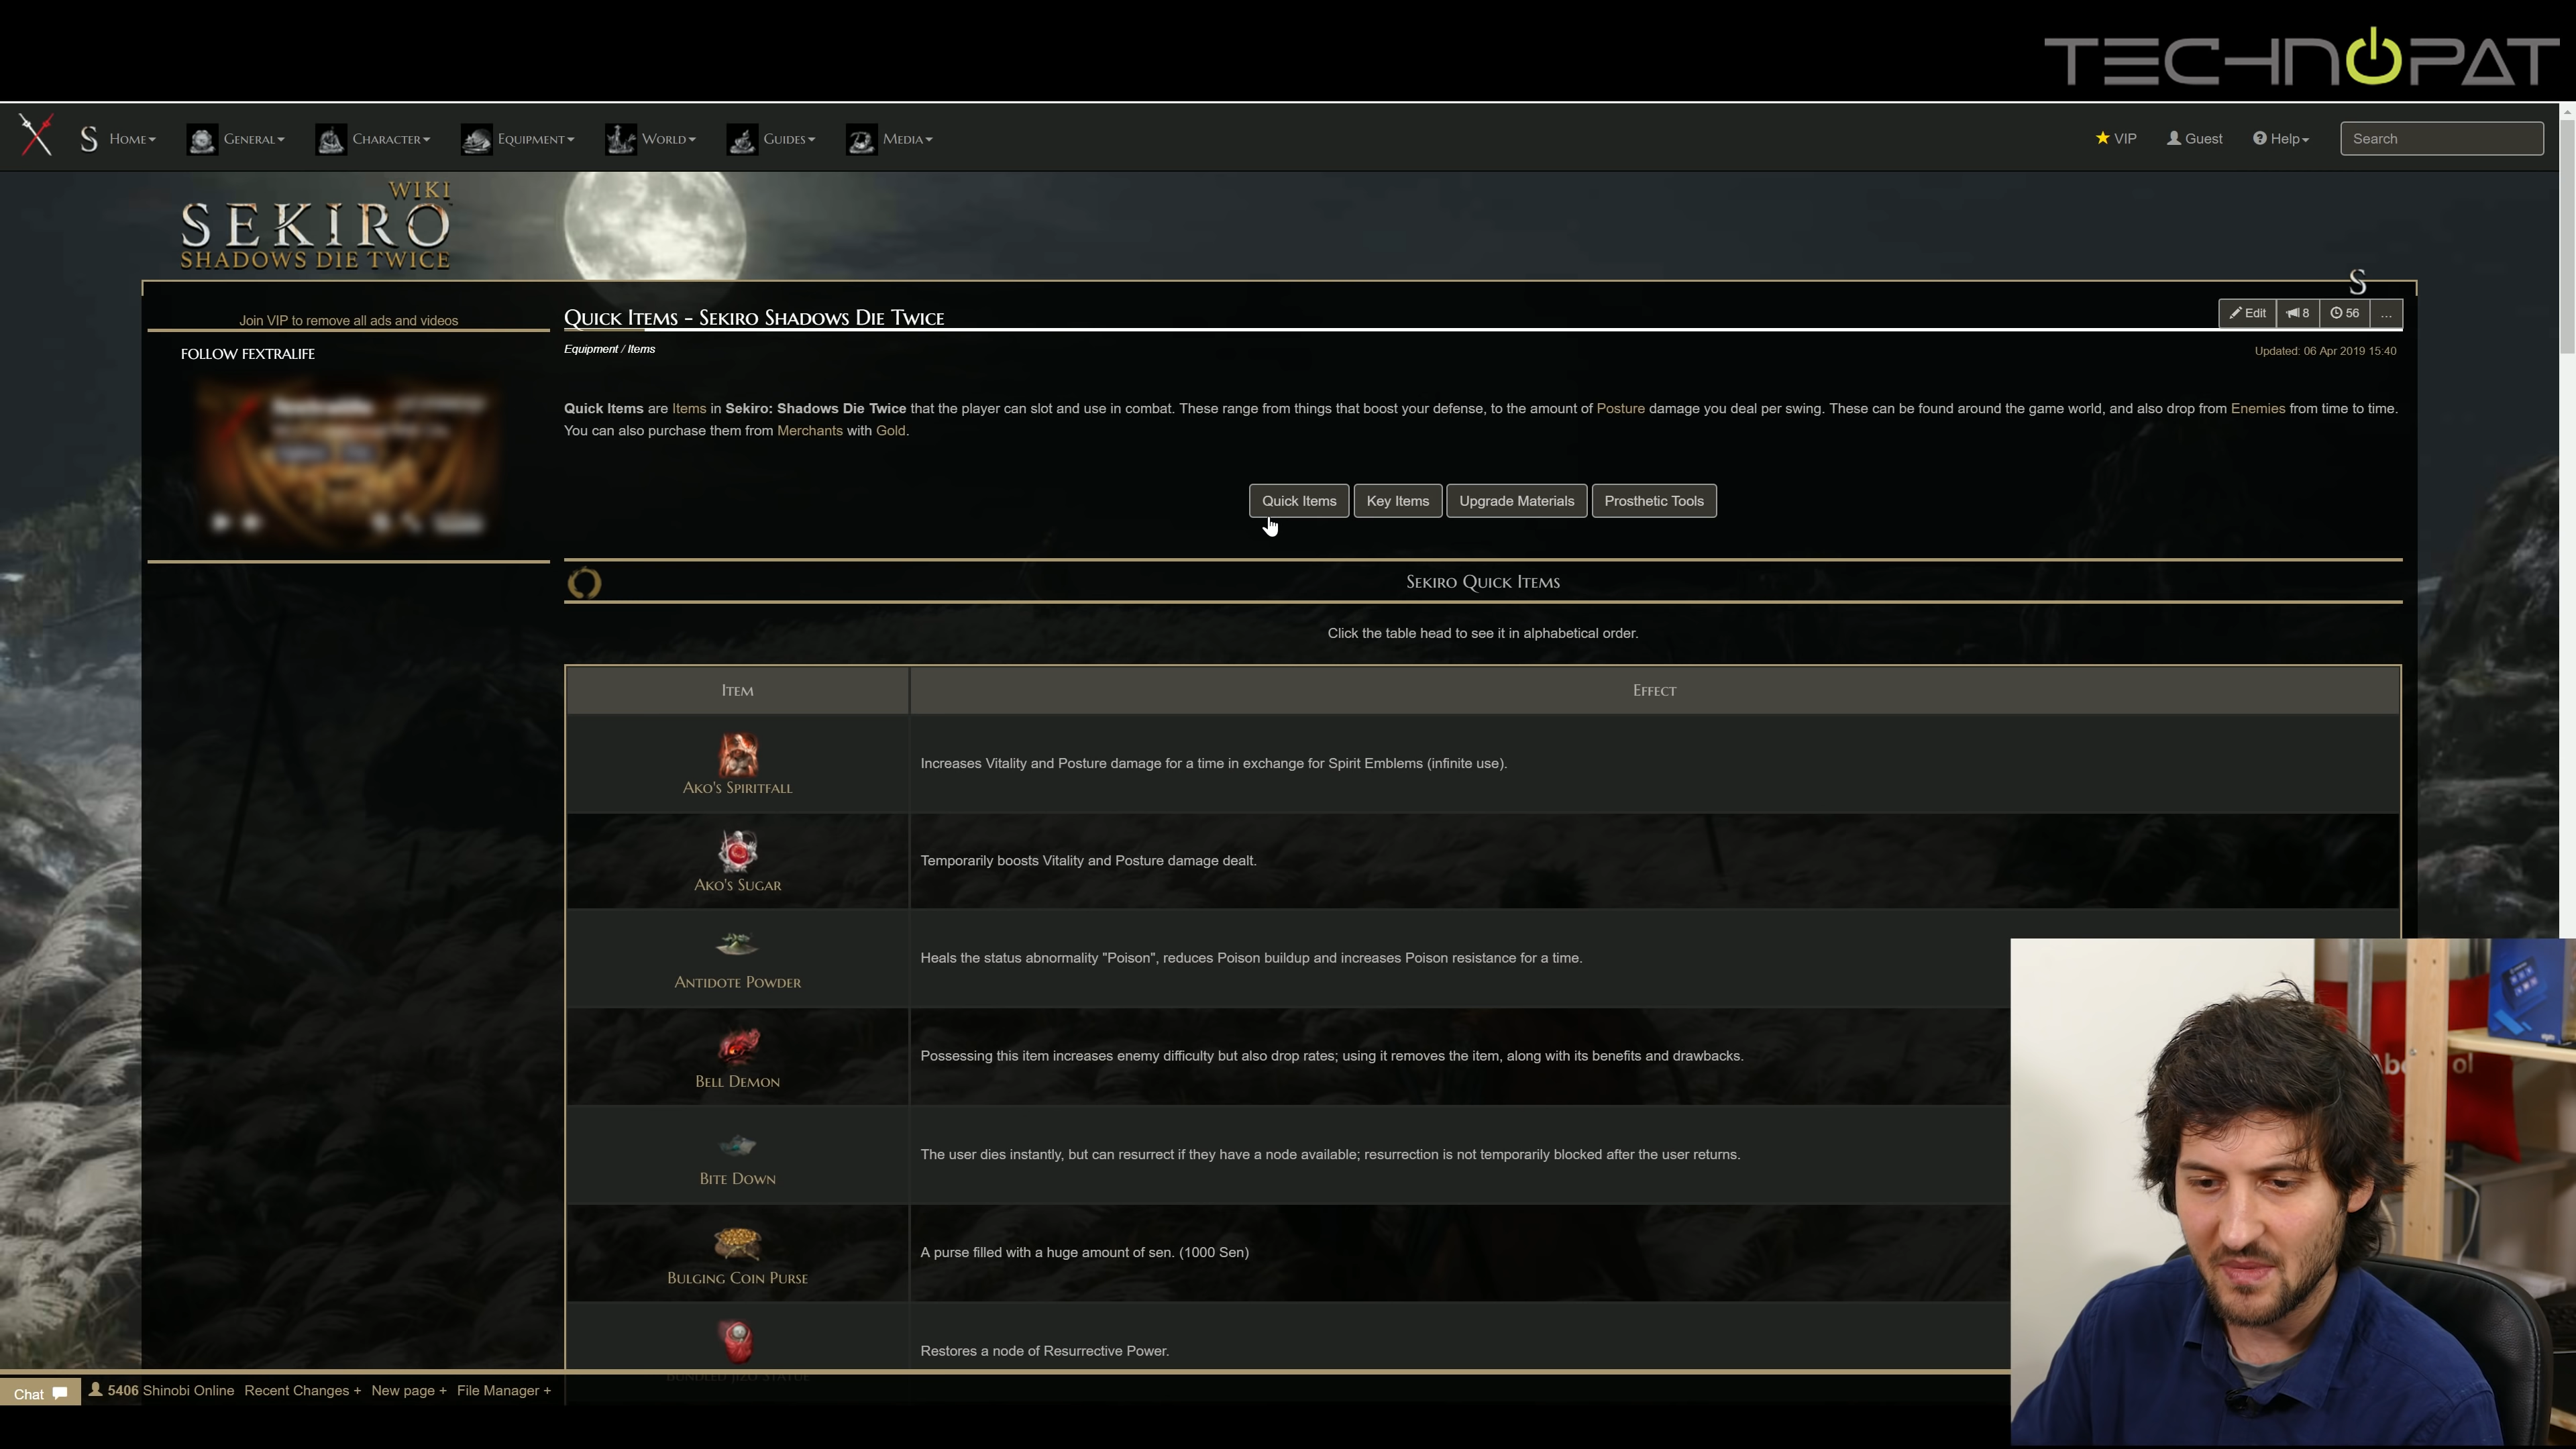 TECHNOPAT
S Home General Character Equipment World Guides Media VIP Guest Help Search
WIKI
SEKIRO
SHADOWS DIE TWICE
S
Join VIP to remove all ads and videos
FOLLOW FEXTRALIFE
Quick Items - Sekiro Shadows Die Twice
Edit 8 56 ...
Equipment / Items
Updated: 06 Apr 2019 15:40
Quick Items are Items in Sekiro: Shadows Die Twice that the player can slot and use in combat. These range from things that boost your defense, to the amount of Posture damage you deal per swing. These can be found around the game world, and also drop from Enemies from time to time.
You can also purchase them from Merchants with Gold.
Quick Items Key Items Upgrade Materials Prosthetic Tools
Sekiro Quick Items
Click the table head to see it in alphabetical order.
Item Effect
Ako's Spiritfall
Increases Vitality and Posture damage for a time in exchange for Spirit Emblems (infinite use).
Ako's Sugar
Temporarily boosts Vitality and Posture damage dealt.
Antidote Powder
Heals the status abnormality "Poison", reduces Poison buildup and increases Poison resistance for a time.
Bell Demon
Possessing this item increases enemy difficulty but also drop rates; using it removes the item, along with its benefits and drawbacks.
Bite Down
The user dies instantly, but can resurrect if they have a node available; resurrection is not temporarily blocked after the user returns.
Bulging Coin Purse
A purse filled with a huge amount of sen. (1000 Sen)
Bundled Jizo Statue
Restores a node of Resurrective Power.
Chat 5406 Shinobi Online Recent Changes + New page + File Manager +